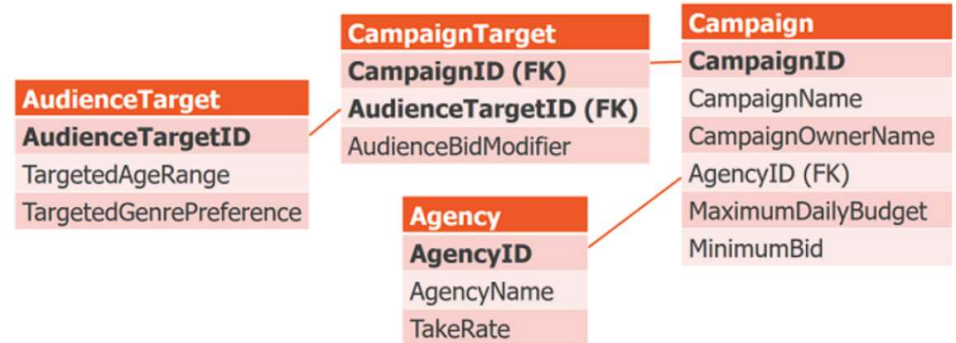 AudienceTarget
AudienceTargetID
TargetedAgeRange
TargetedGenrePreference
CampaignTarget
CampaignID (FK)
AudienceTargetID (FK)
AudienceBidModifier
Agency
AgencyID
AgencyName
TakeRate
Campaign
CampaignID
CampaignName
CampaignOwnerName
AgencyID (FK)
MaximumDailyBudget
MinimumBid